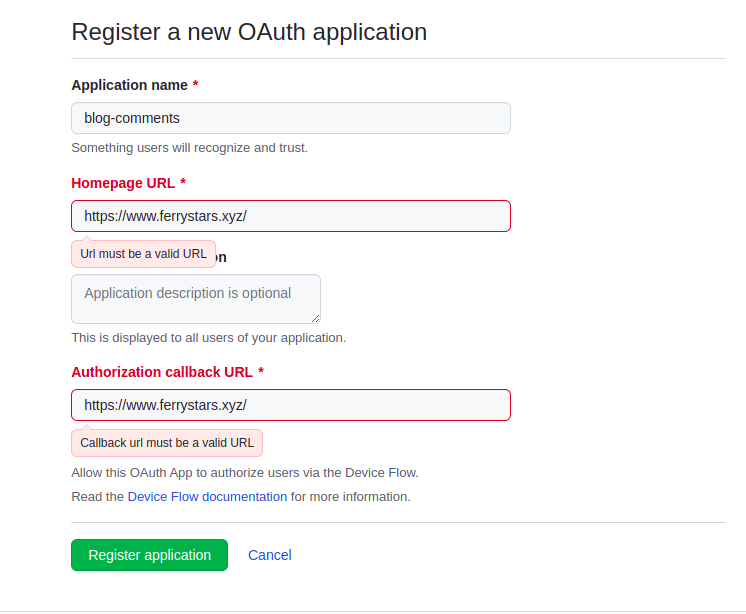 Register a new OAuth application
Application name *
blog-comments
Something users will recognize and trust.
Homepage URL *
https://www.ferrystars.xyz/
Url must be a valid URL
Application description is optional
This is displayed to all users of your application.
Authorization callback URL *
https://www.ferrystars.xyz/
Callback url must be a valid URL
Allow this OAuth App to authorize users via the Device Flow.
Read the Device Flow documentation for more information.
Register application Cancel